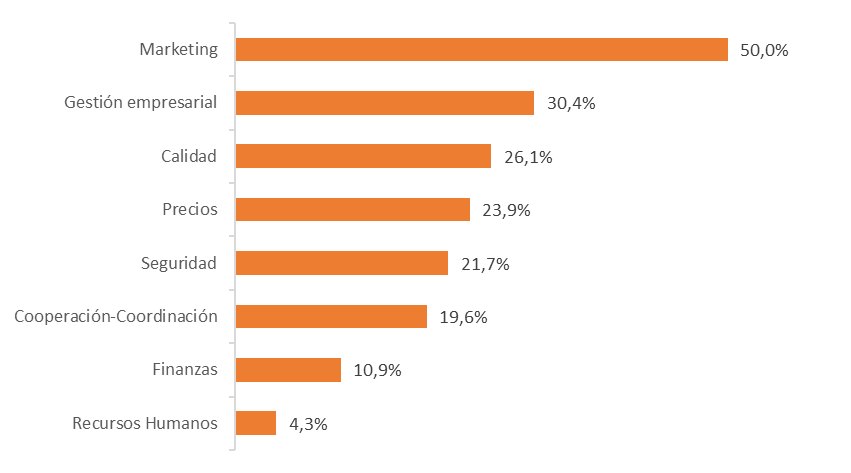 Marketing 50,0%
Gestión empresarial 30,4%
Calidad 26,1%
Precios 23,9%
Seguridad 21,7%
Cooperación-Coordinación 19,6%
Finanzas 10,9%
Recursos Humanos 4,3%